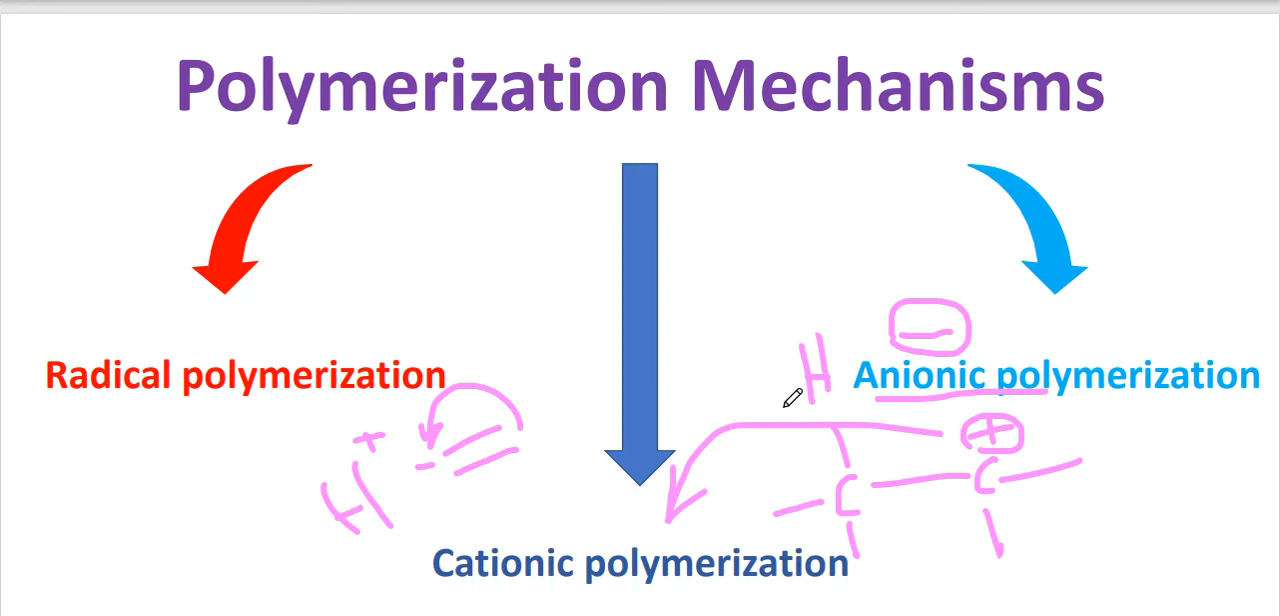 Polymerization Mechanisms
H
−
Radical polymerization
Anionic polymerization
+
H+
C
C
Cationic polymerization